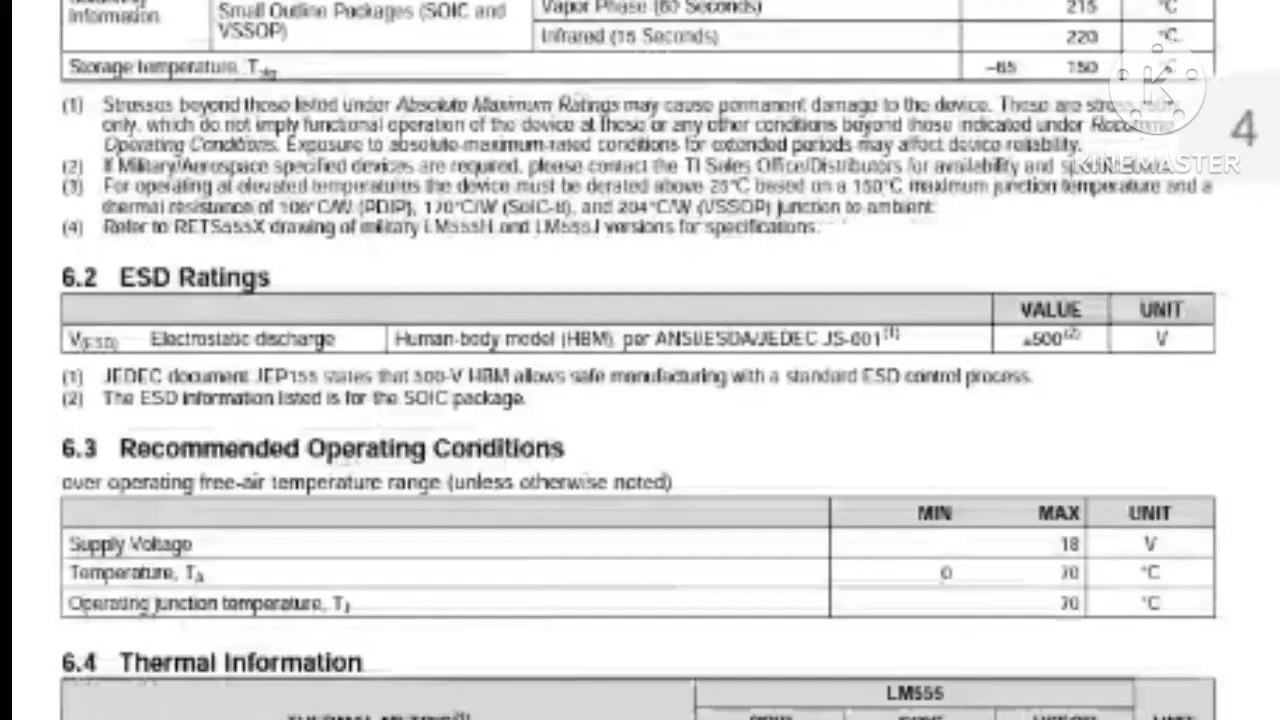 Information Small Outline Packages (SOIC and VSSOP) Vapor Phase (60 Seconds) 215 °C
Infrared (15 Seconds) 220 °C
Storage temperature, Tstg –65 150 °C
(1) Stresses beyond those listed under Absolute Maximum Ratings may cause permanent damage to the device. These are stress
only, which do not imply functional operation of the device at these or any other conditions beyond those indicated under Recomme
Operating Conditions. Exposure to absolute-maximum-rated conditions for extended periods may affect device reliability.
(2) If Military/Aerospace specified devices are required, please contact the TI Sales Office/Distributors for availability and
(3) For operating at elevated temperatures the device must be derated above 25°C based on a 150°C maximum junction temperature and a
thermal resistance of 106°C/W (PDIP), 170°C/W (SOIC-8), and 204°C/W (VSSOP) junction to ambient.
(4) Refer to RETS555X drawing of military LM555H and LM555J versions for specifications.
4
KINEMASTER
6.2 ESD Ratings
VALUE UNIT
V(ESD) Electrostatic discharge Human-body model (HBM), per ANSI/ESDA/JEDEC JS-001(1) ±500(2) V
(1) JEDEC document JEP155 states that 500-V HBM allows safe manufacturing with a standard ESD control process.
(2) The ESD information listed is for the SOIC package.
6.3 Recommended Operating Conditions
over operating free-air temperature range (unless otherwise noted)
MIN MAX UNIT
Supply Voltage 18 V
Temperature, TA 0 70 °C
Operating junction temperature, TJ 70 °C
6.4 Thermal Information
LM555